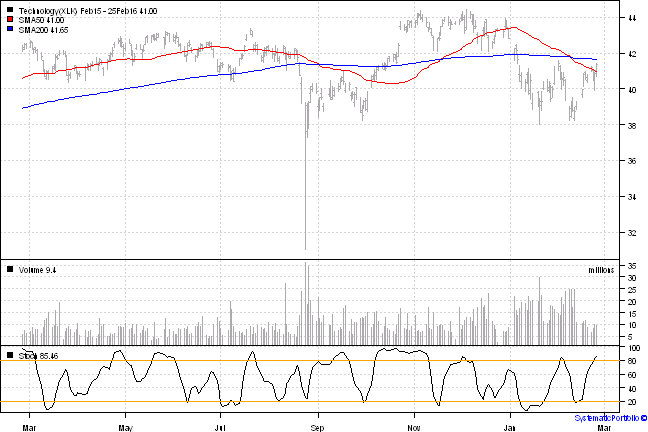 Technology(XLK) Feb15 - 25Feb16 41.00
SMA50 41.00
SMA200 41.65
44
42
40
38
36
34
32
Volume 9.4
millions
35
30
25
20
15
10
5
Stoch 85.46
100
80
60
40
20
SystematicPortfolio ©
Mar May Jul Sep Nov Jan Mar